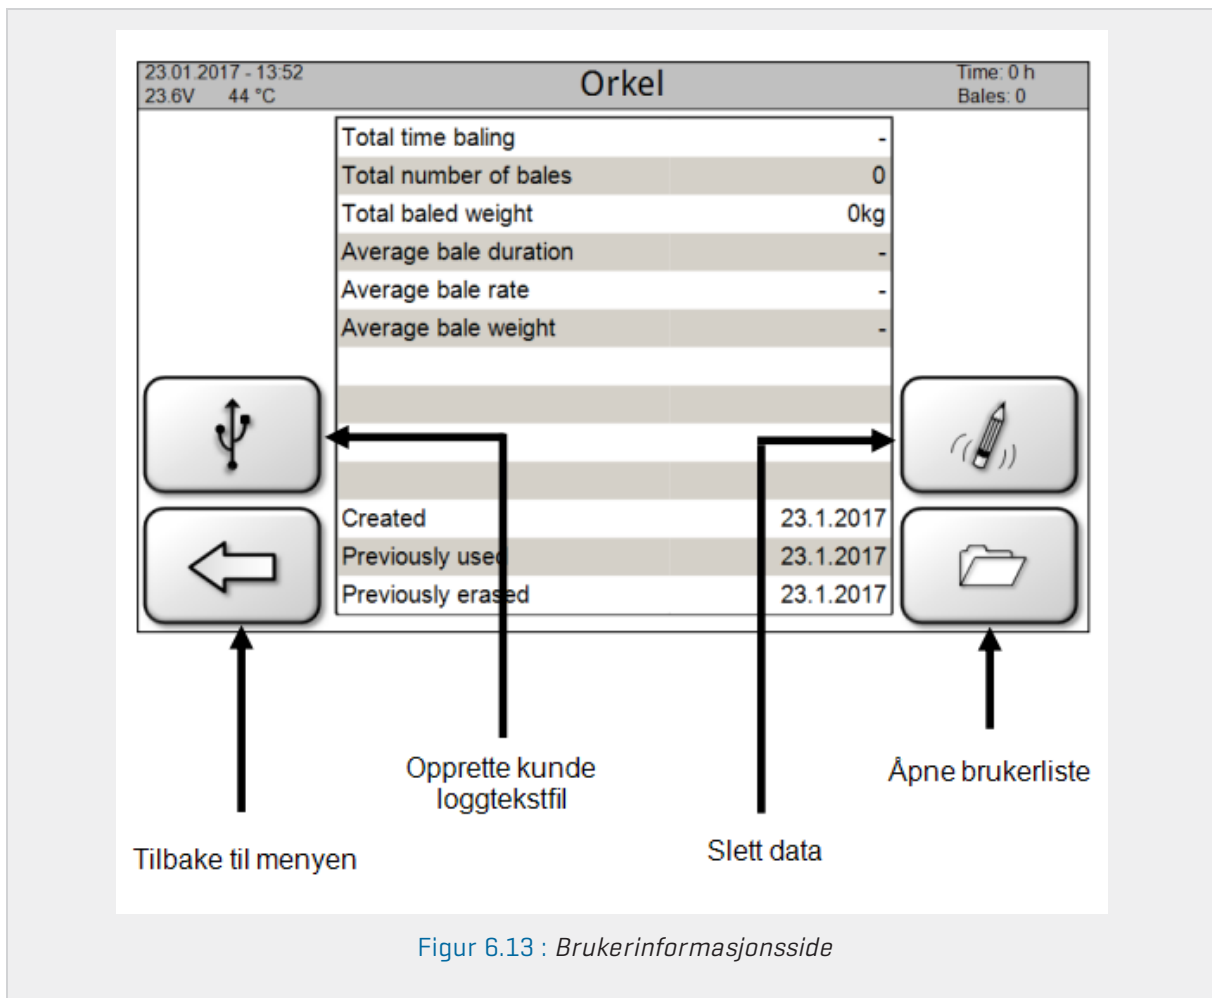 23.01.2017 - 13:52
23.6V 44 °C
Orkel
Time: 0 h
Bales: 0
Total time baling -
Total number of bales 0
Total baled weight 0kg
Average bale duration -
Average bale rate -
Average bale weight -
Created 23.1.2017
Previously used 23.1.2017
Previously erased 23.1.2017
Opprette kunde
loggtekstfil
Åpne brukerliste
Tilbake til menyen
Slett data
Figur 6.13 : Brukerinformasjonsside